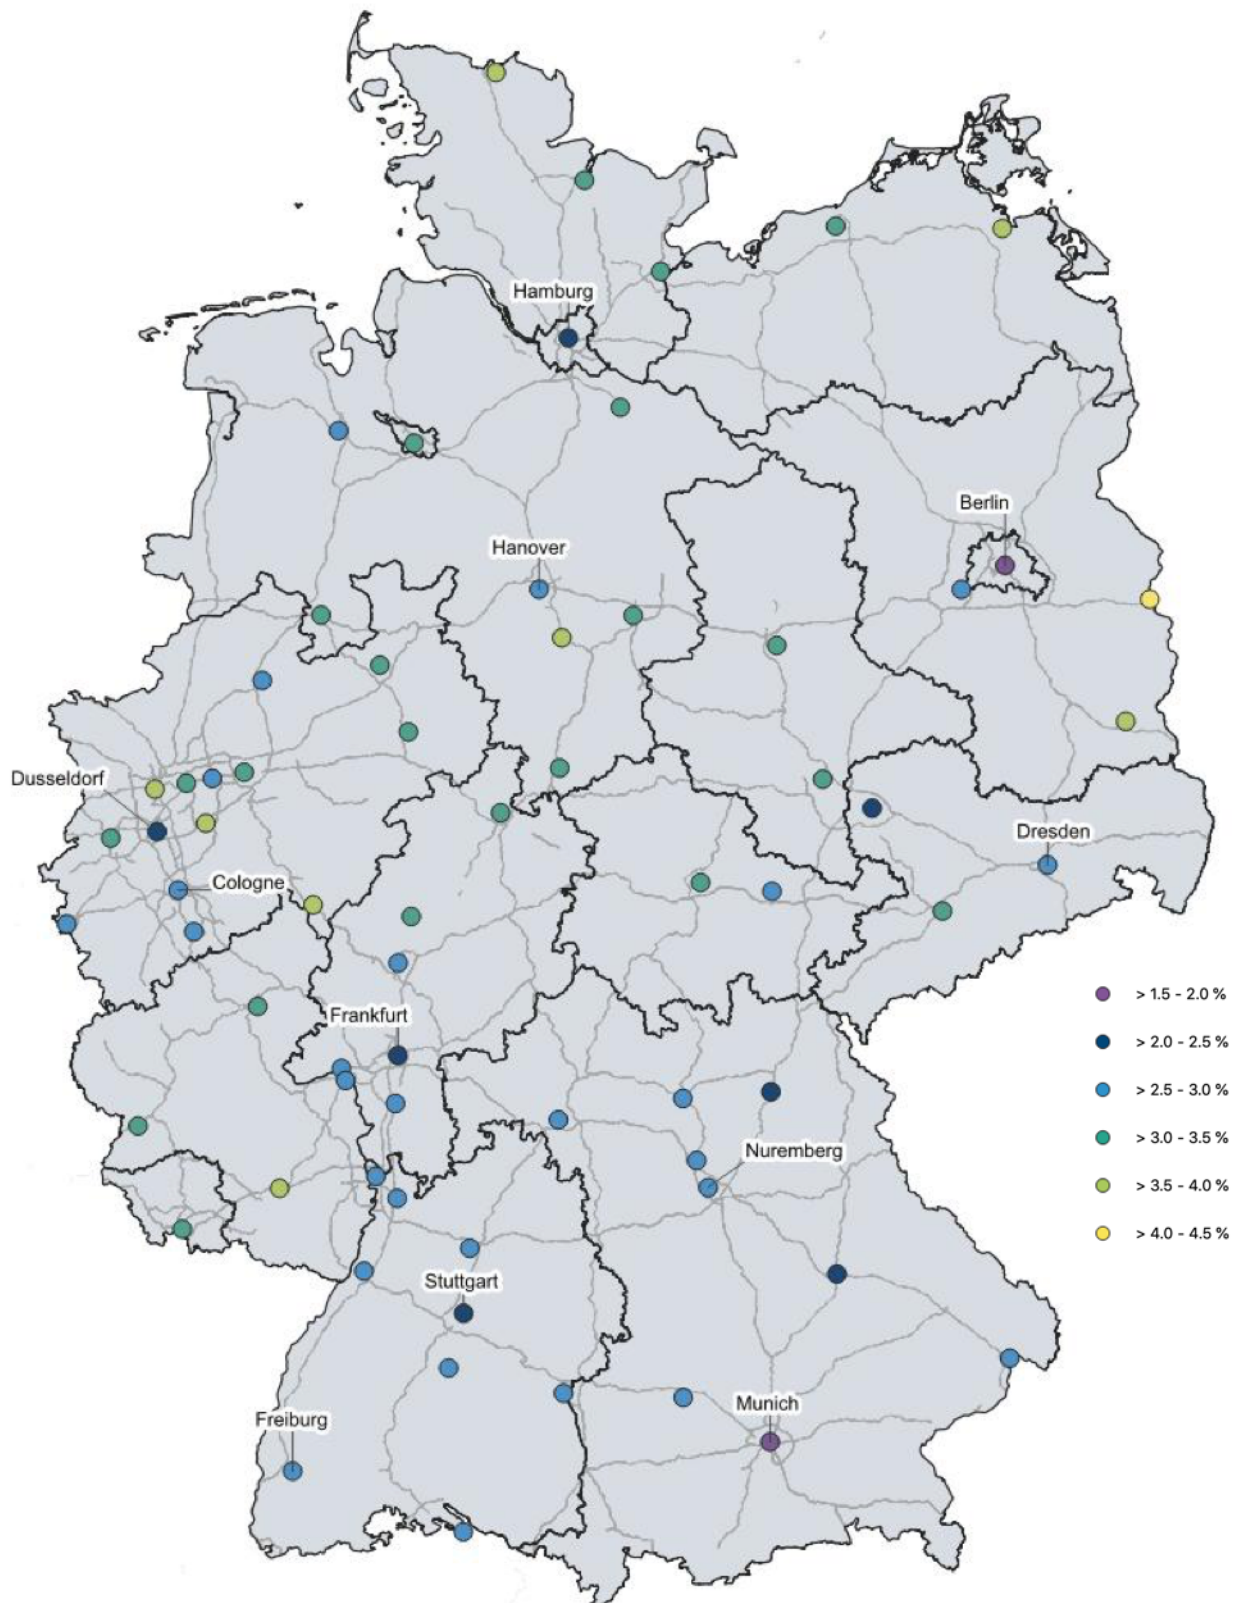 Hamburg
Berlin
Hanover
Dusseldorf
Dresden
Cologne
> 1.5 - 2.0 %
Frankfurt
> 2.0 - 2.5 %
> 2.5 - 3.0 %
> 3.0 - 3.5 %
Nuremberg
> 3.5 - 4.0 %
> 4.0 - 4.5 %
Stuttgart
Munich
Freiburg